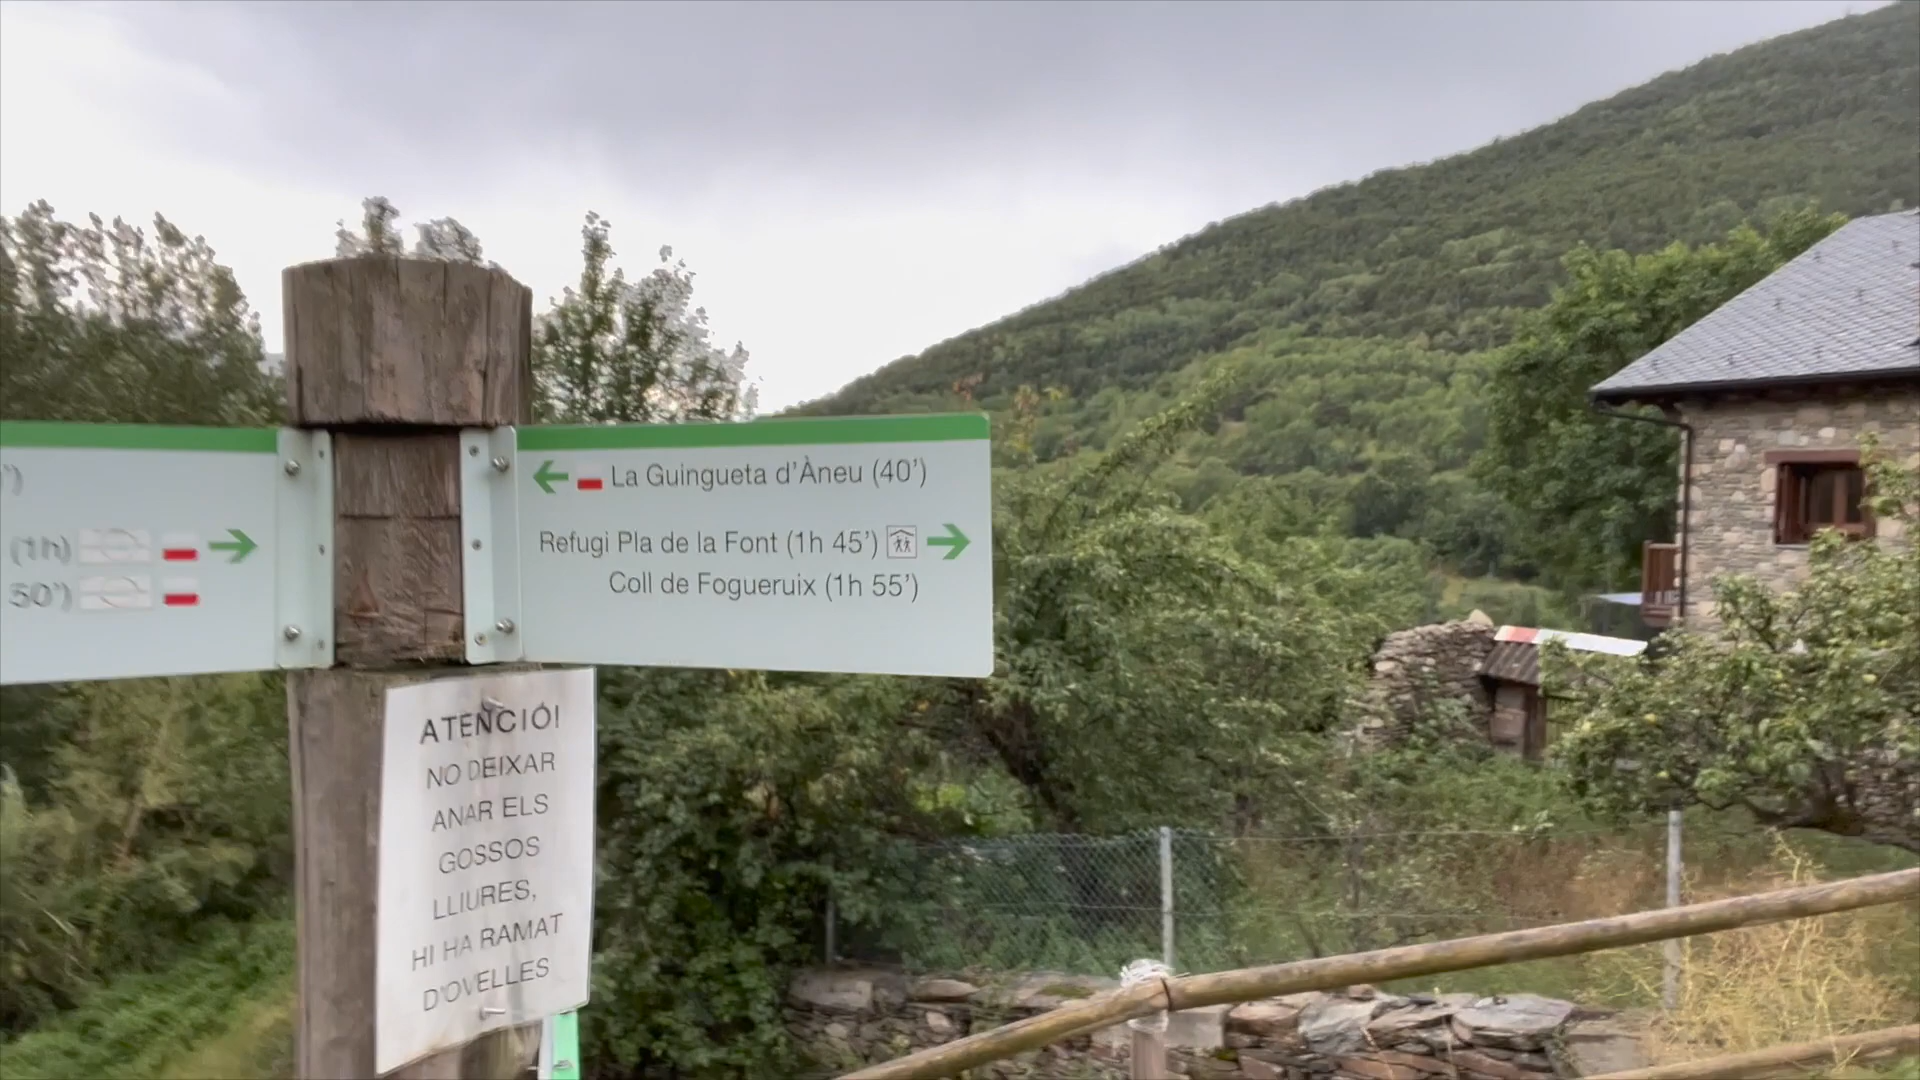 (1h)
50')
La Guingueta d'Àneu (40')
Refugi Pla de la Font (1h 45')
Coll de Fogueruix (1h 55')
ATENCIÓ!
NO DEIXAR
ANAR ELS
GOSSOS
LLIURES,
HI HA RAMAT
D'OVELLES